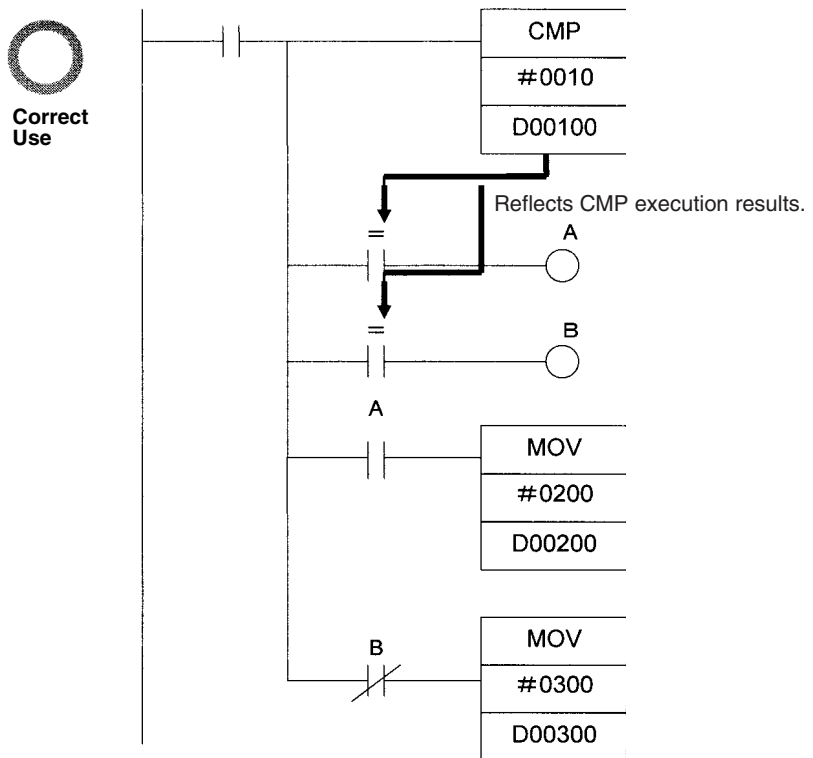 CMP
#0010
D00100
Correct
Use
Reflects CMP execution results.
=
A
=
B
A
MOV
#0200
D00200
B
MOV
#0300
D00300